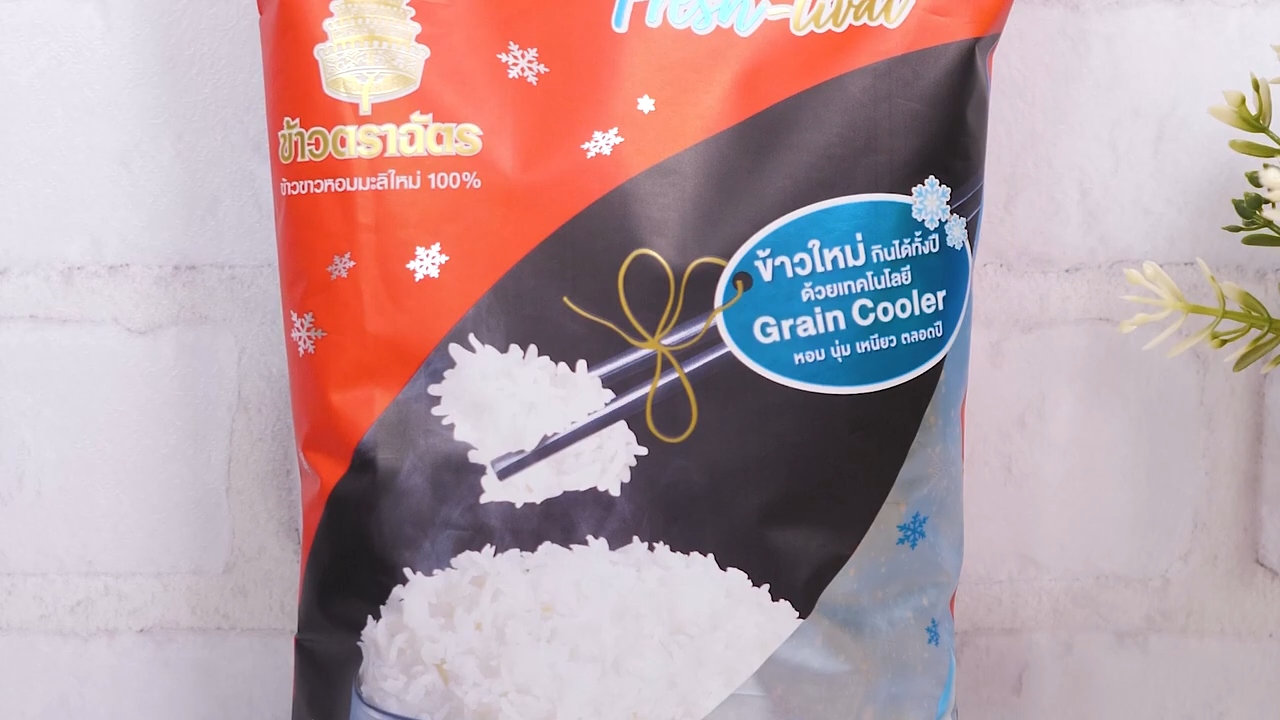 Fresh-tival
ข้าวตราฉัตร
ข้าวขาวหอมมะลิใหม่ 100%
ข้าวใหม่ กินได้ทั้งปี
ด้วยเทคโนโลยี
Grain Cooler
หอม นุ่ม เหนียว ตลอดปี